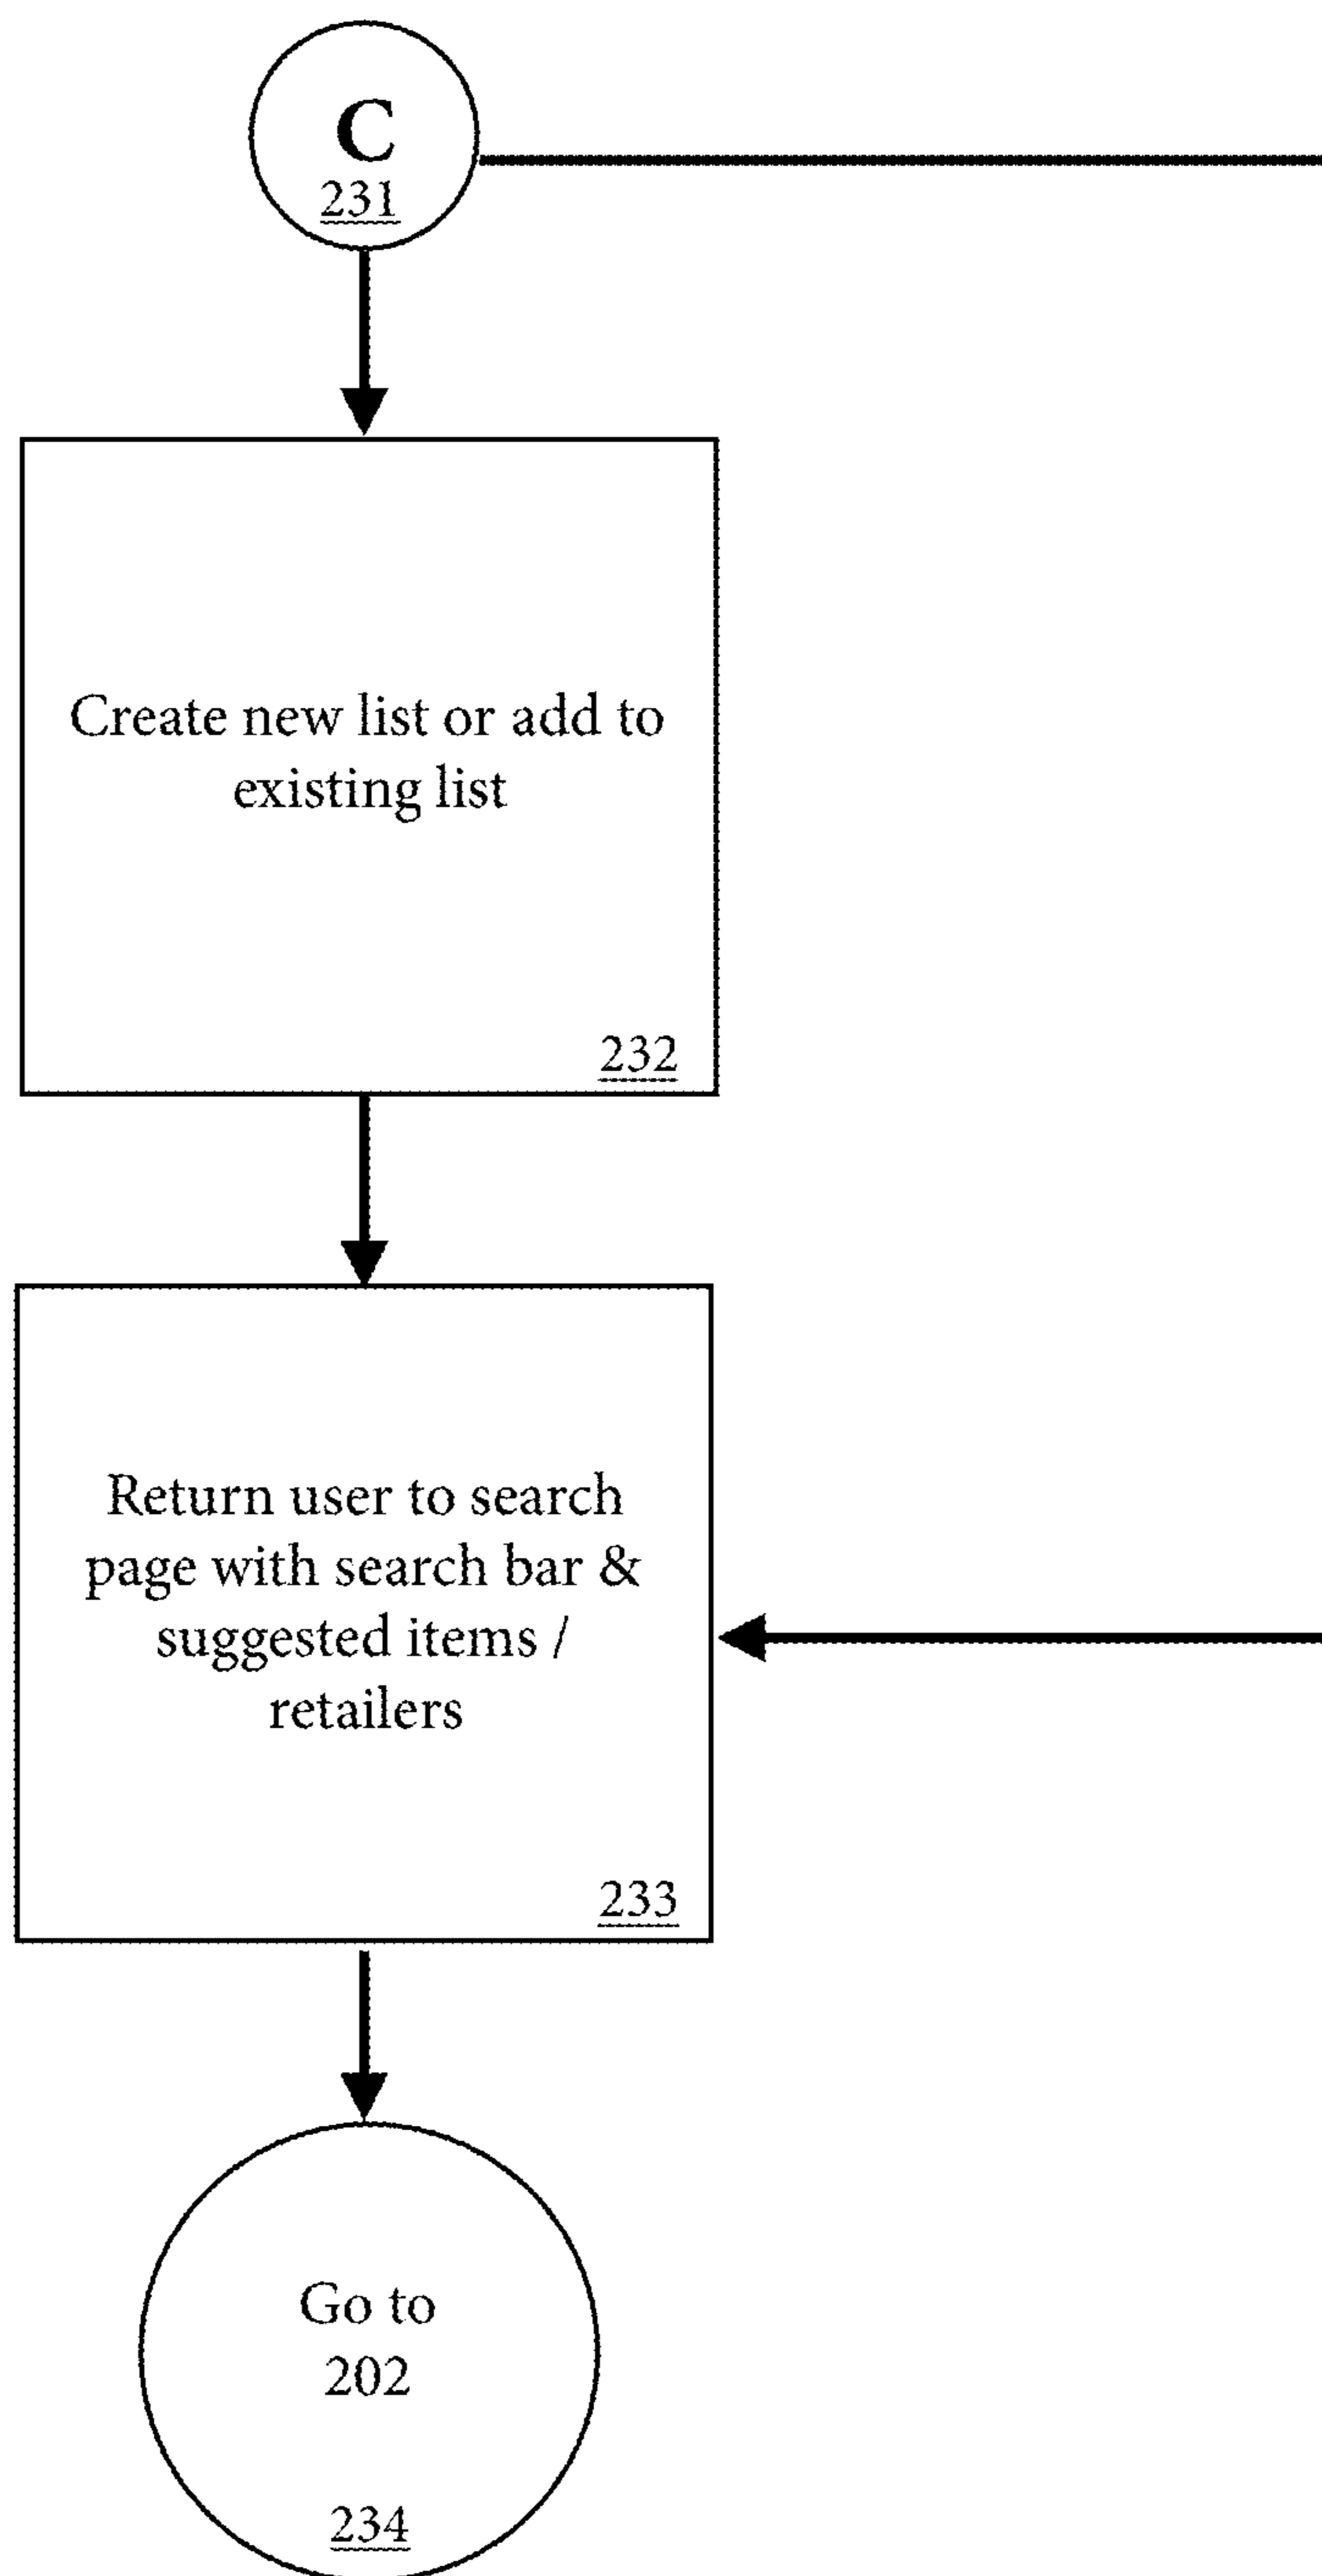 C
231
Create new list or add to
existing list
232
Return user to search
page with search bar &
suggested items /
retailers
233
Go to
202
234